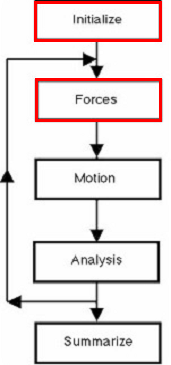 Initialize
Forces
Motion
Analysis
Summarize